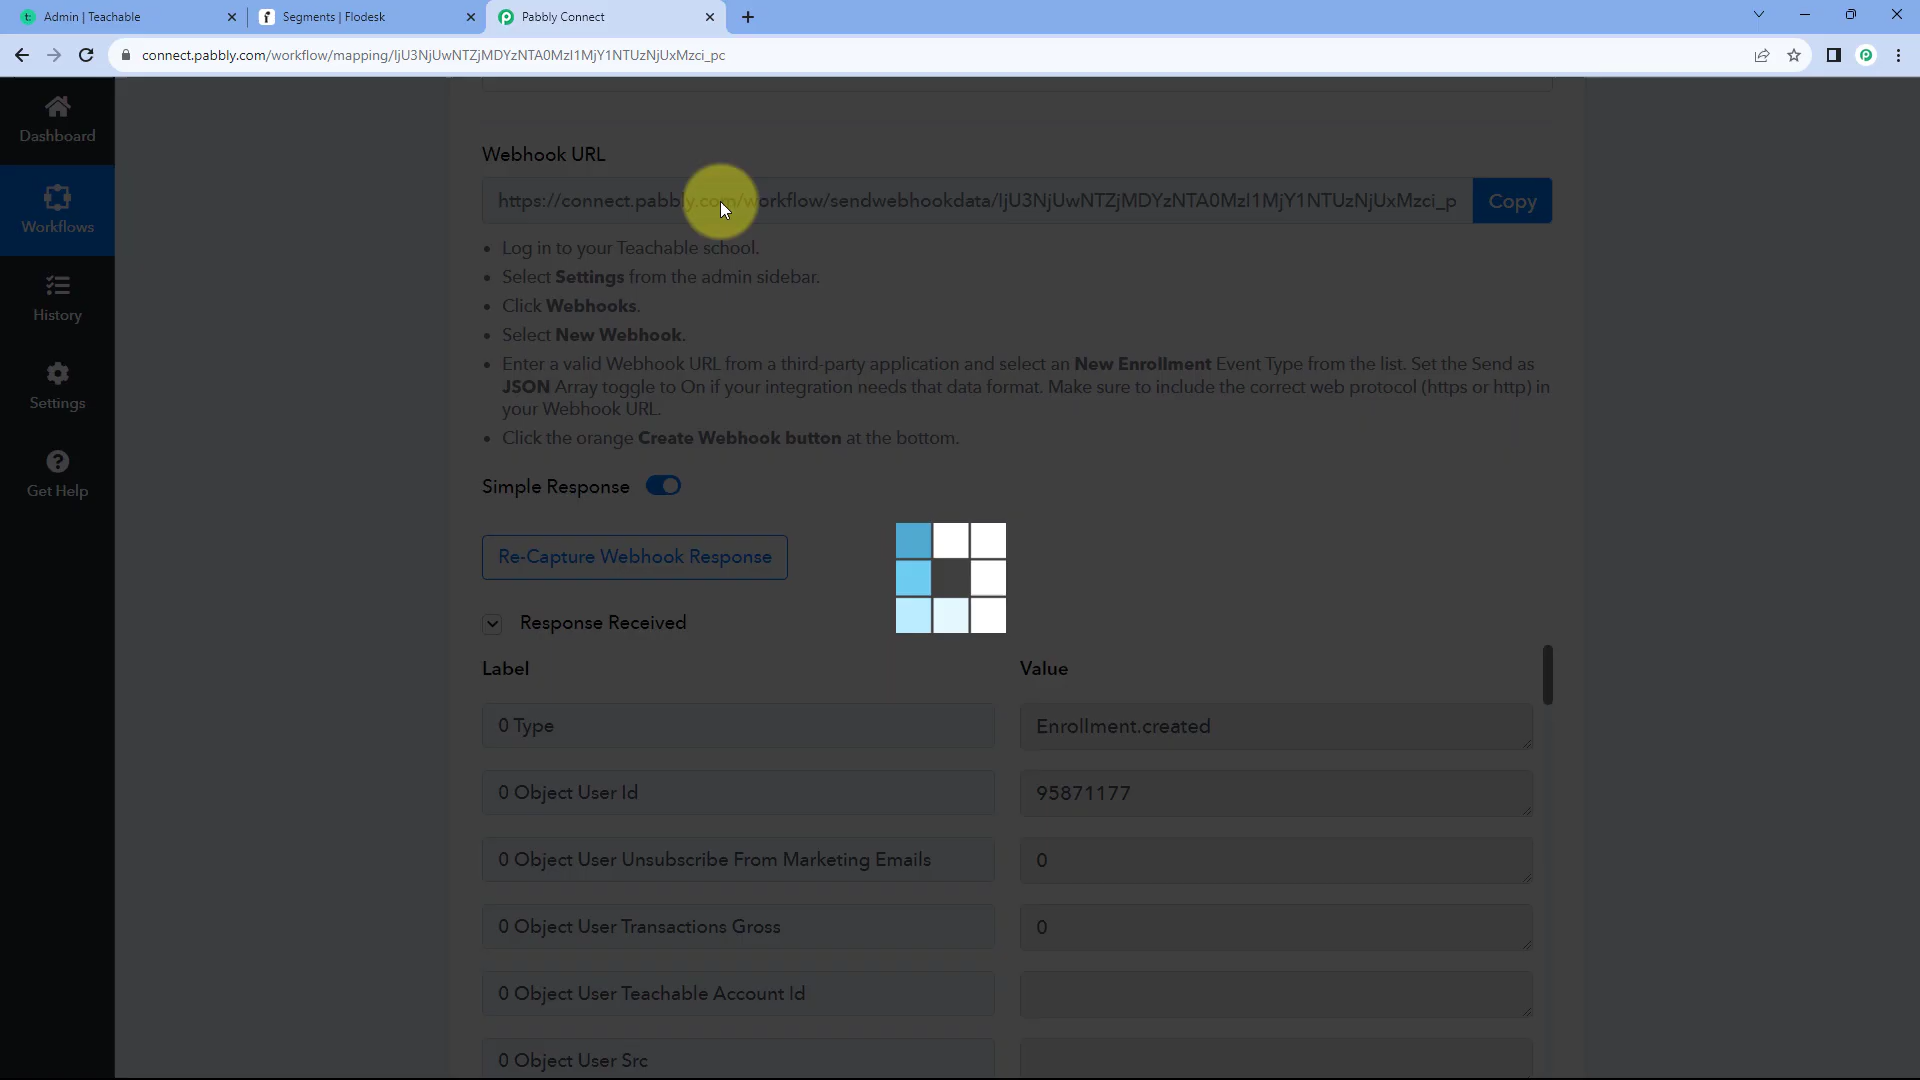 Admin | Teachable
Segments | Flodesk
Pabbly Connect
connect.pabbly.com/workflow/mapping/IjU3NjUwNTZjMDYzNTA0MzI1MjY1NTUzNjUxMzci_pc
Dashboard
Workflows
History
Settings
Get Help
Webhook URL
https://connect.pabbly.com/workflow/sendwebhookdata/IjU3NjUwNTZjMDYzNTA0MzI1MjY1NTUzNjUxMzci_p
Copy
Log in to your Teachable school.
Select Settings from the admin sidebar.
Click Webhooks.
Select New Webhook.
Enter a valid Webhook URL from a third-party application and select an New Enrollment Event Type from the list. Set the Send as
JSON Array toggle to On if your integration needs that data format. Make sure to include the correct web protocol (https or http) in
your Webhook URL.
Click the orange Create Webhook button at the bottom.
Simple Response
Re-Capture Webhook Response
Response Received
Label Value
0 Type Enrollment.created
0 Object User Id 95871177
0 Object User Unsubscribe From Marketing Emails 0
0 Object User Transactions Gross 0
0 Object User Teachable Account Id
0 Object User Src